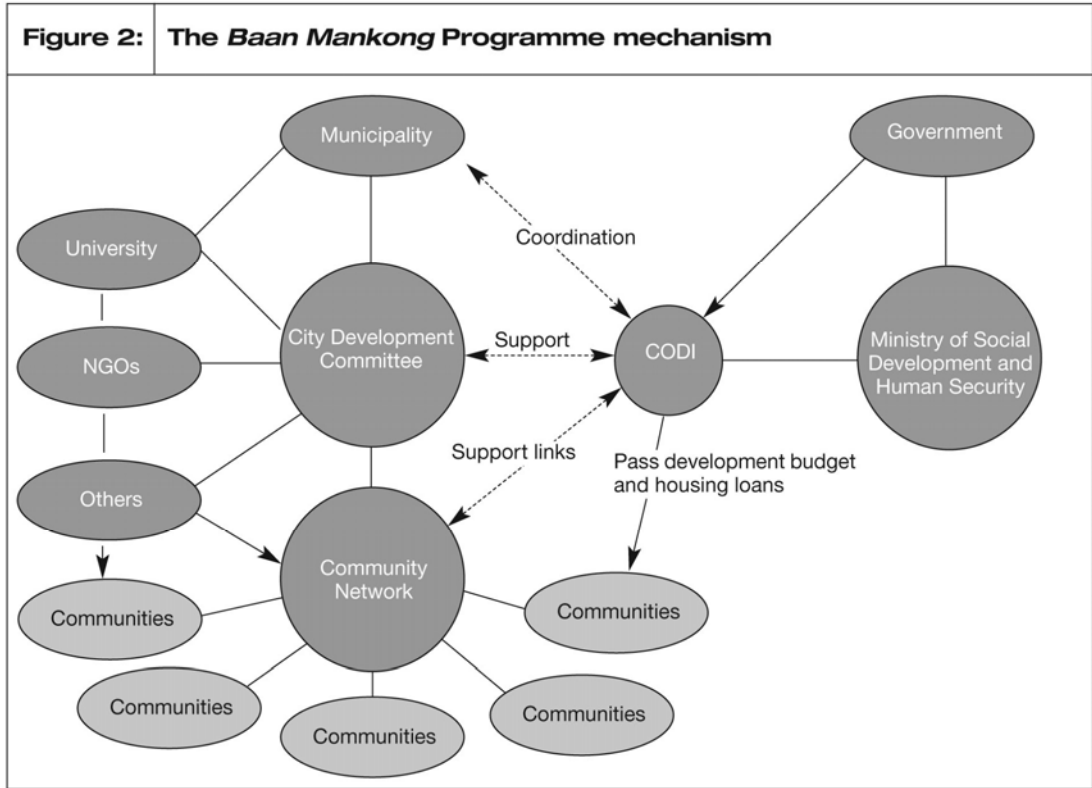 Figure 2: The Baan Mankong Programme mechanism
Municipality
Government
University
Coordination
City Development
Committee
Support
CODI
Ministry of Social
Development and
Human Security
NGOs
Support links
Pass development budget
and housing loans
Others
Community
Network
Communities
Communities
Communities
Communities
Communities